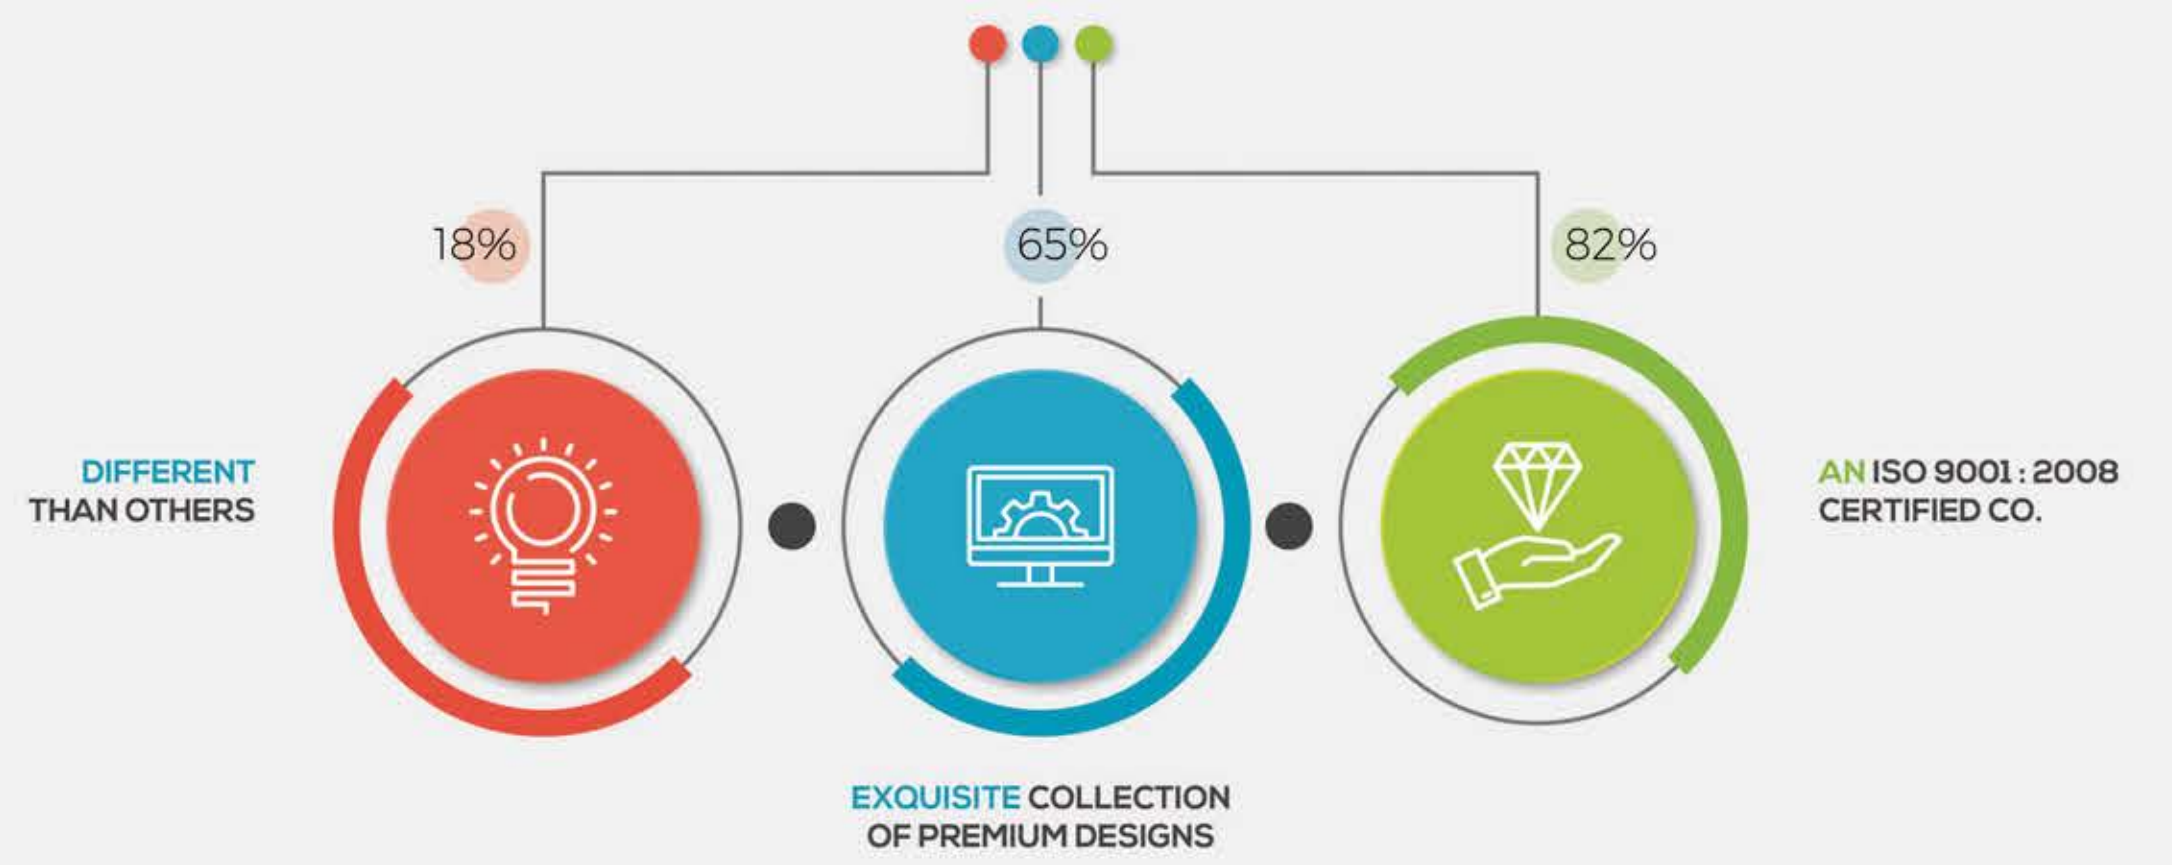 18%
65%
82%
DIFFERENT
THAN OTHERS
AN ISO 9001 : 2008
CERTIFIED CO.
EXQUISITE COLLECTION
OF PREMIUM DESIGNS